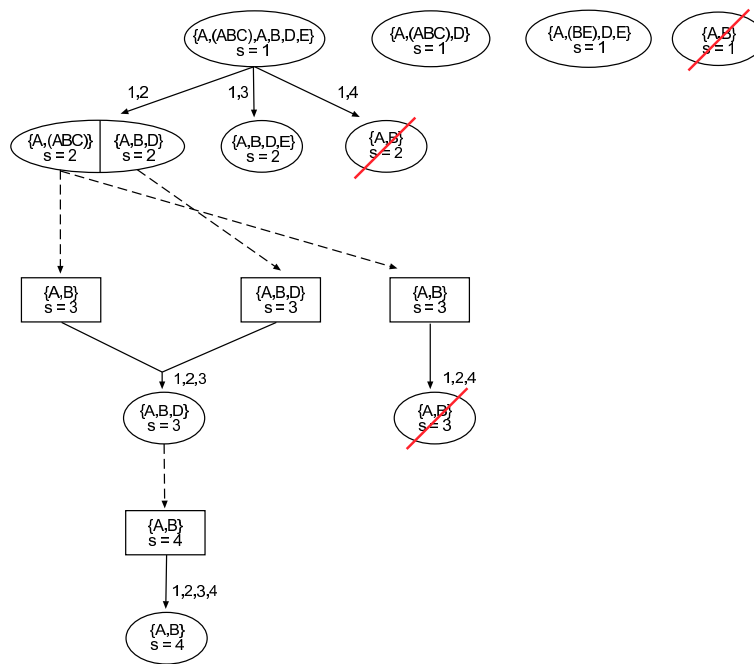 {A,(ABC),A,B,D,E}
s = 1
{A,(ABC),D}
s = 1
{A,(BE),D,E}
s = 1
{A,B}
s = 1
1,2
1,3
1,4
{A,(ABC)}
s = 2
{A,B,D}
s = 2
{A,B,D,E}
s = 2
{A,B}
s = 2
{A,B}
s = 3
{A,B,D}
s = 3
{A,B}
s = 3
1,2,3
1,2,4
{A,B,D}
s = 3
{A,B}
s = 3
{A,B}
s = 4
1,2,3,4
{A,B}
s = 4